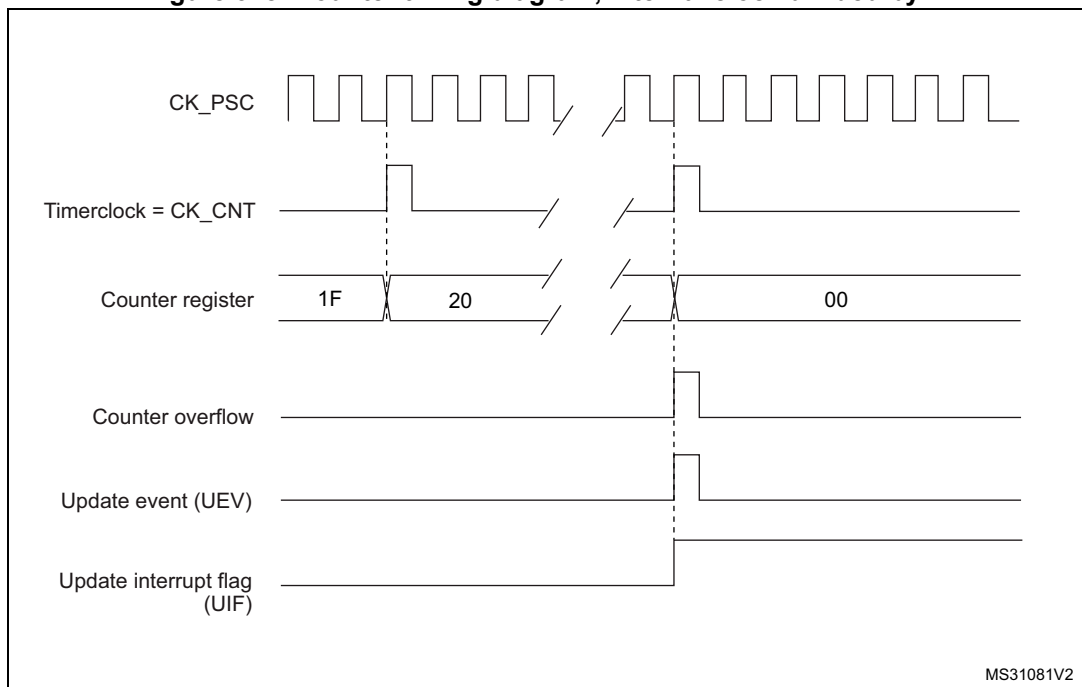 CK_PSC
Timerclock = CK_CNT
Counter register
1F
20
00
Counter overflow
Update event (UEV)
Update interrupt flag
(UIF)
MS31081V2